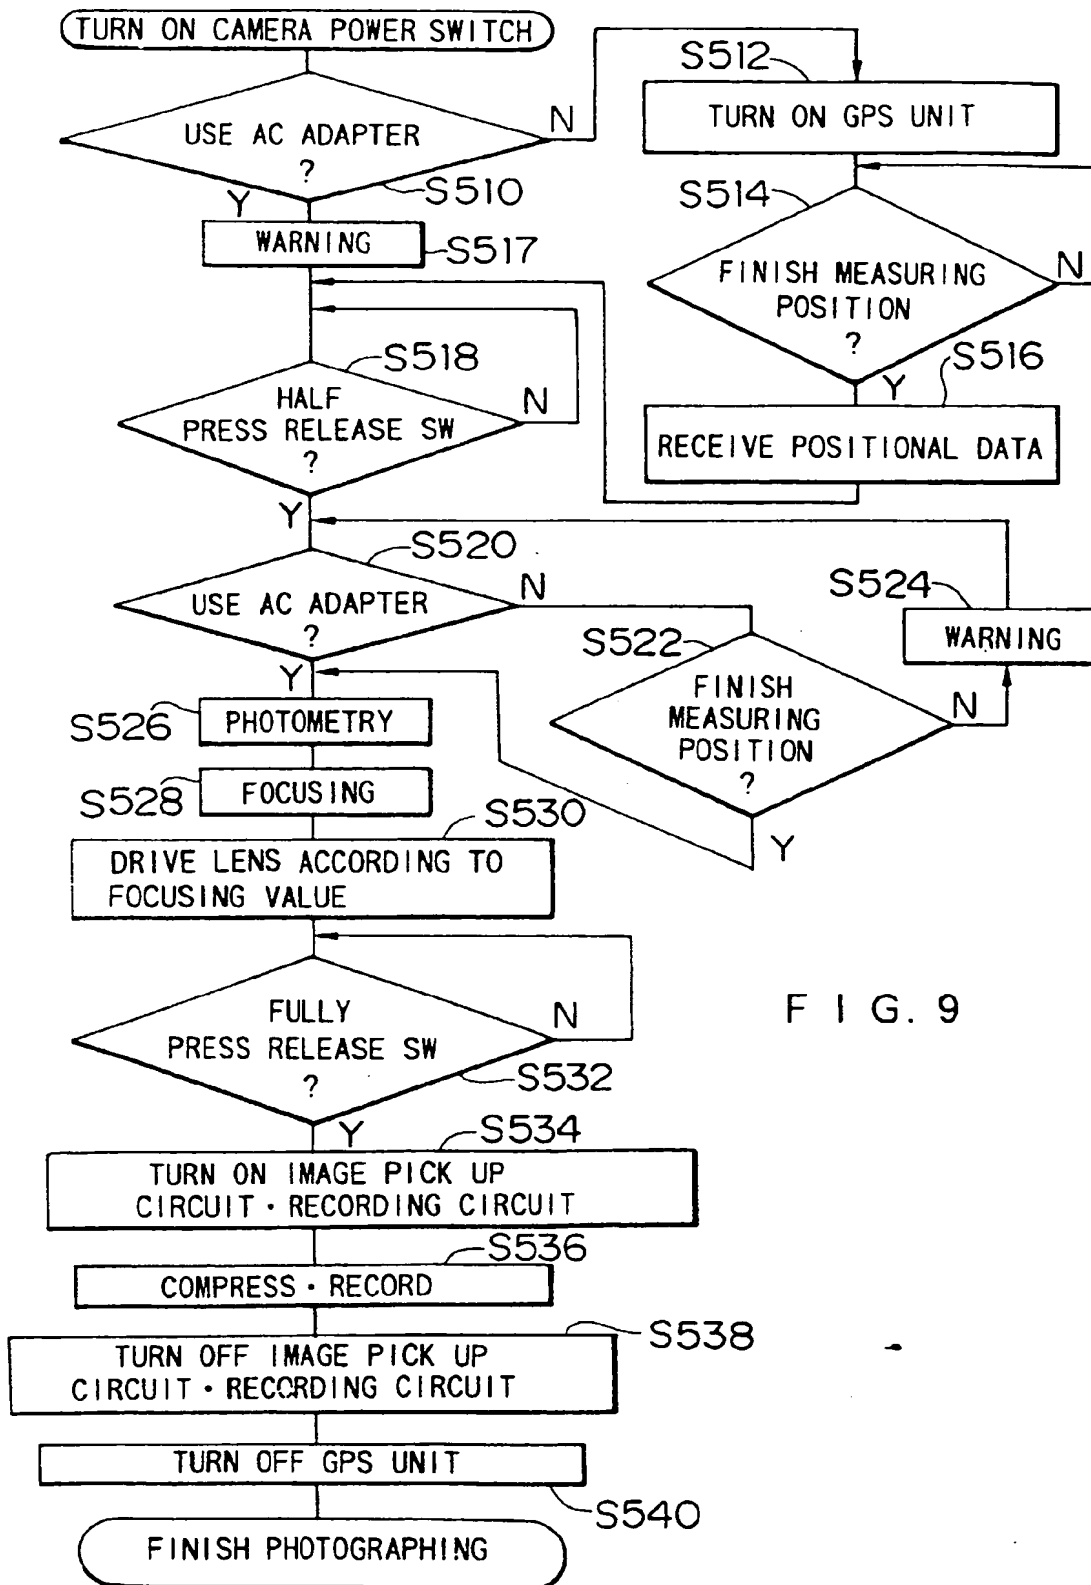 TURN ON CAMERA POWER SWITCH
USE AC ADAPTER
?
N
S510
Y
WARNING
S517
S512
TURN ON GPS UNIT
S514
FINISH MEASURING
POSITION
?
N
Y
S516
RECEIVE POSITIONAL DATA
S518
HALF
PRESS RELEASE SW
?
N
Y
S520
USE AC ADAPTER
?
N
Y
S522
FINISH
MEASURING
POSITION
?
N
Y
S524
WARNING
S526
PHOTOMETRY
S528
FOCUSING
S530
DRIVE LENS ACCORDING TO
FOCUSING VALUE
FULLY
PRESS RELEASE SW
?
N
S532
Y
F I G. 9
S534
TURN ON IMAGE PICK UP
CIRCUIT・RECORDING CIRCUIT
S536
COMPRESS・RECORD
S538
TURN OFF IMAGE PICK UP
CIRCUIT・RECORDING CIRCUIT
TURN OFF GPS UNIT
S540
FINISH PHOTOGRAPHING